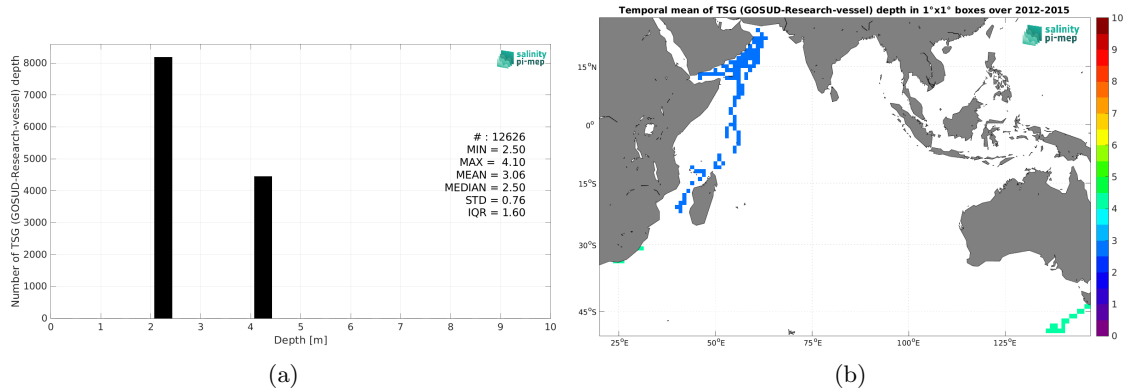 salinity
pi-mep
# : 12626
MIN = 2.50
MAX = 4.10
MEAN = 3.06
MEDIAN = 2.50
STD = 0.76
IQR = 1.60
Number of TSG (GOSUD-Research-vessel) depth
8000
7000
6000
5000
4000
3000
2000
1000
0
0 1 2 3 4 5 6 7 8 9 10
Depth [m]
(a)
Temporal mean of TSG (GOSUD-Research-vessel) depth in 1°x1° boxes over 2012-2015
salinity
pi-mep
15°N
0°
15°S
30°S
45°S
25°E 50°E 75°E 100°E 125°E
10
9
8
7
6
5
4
3
2
1
0
(b)